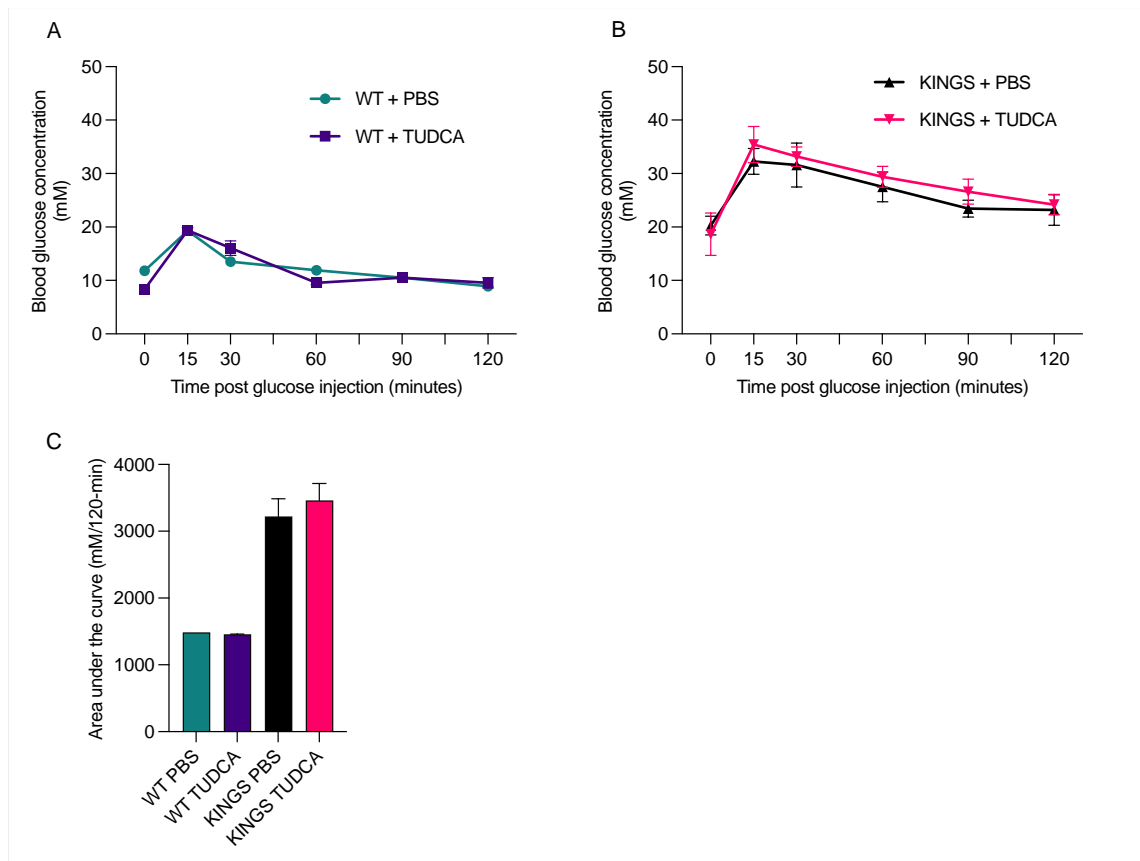 A
Blood glucose concentration
(mM)
50
40
30
20
10
0
WT + PBS
WT + TUDCA
0 15 30 60 90 120
Time post glucose injection (minutes)
B
Blood glucose concentration
(mM)
50
40
30
20
10
0
KINGS + PBS
KINGS + TUDCA
0 15 30 60 90 120
Time post glucose injection (minutes)
C
Area under the curve (mM/120-min)
4000
3000
2000
1000
0
WT PBS
WT TUDCA
KINGS PBS
KINGS TUDCA